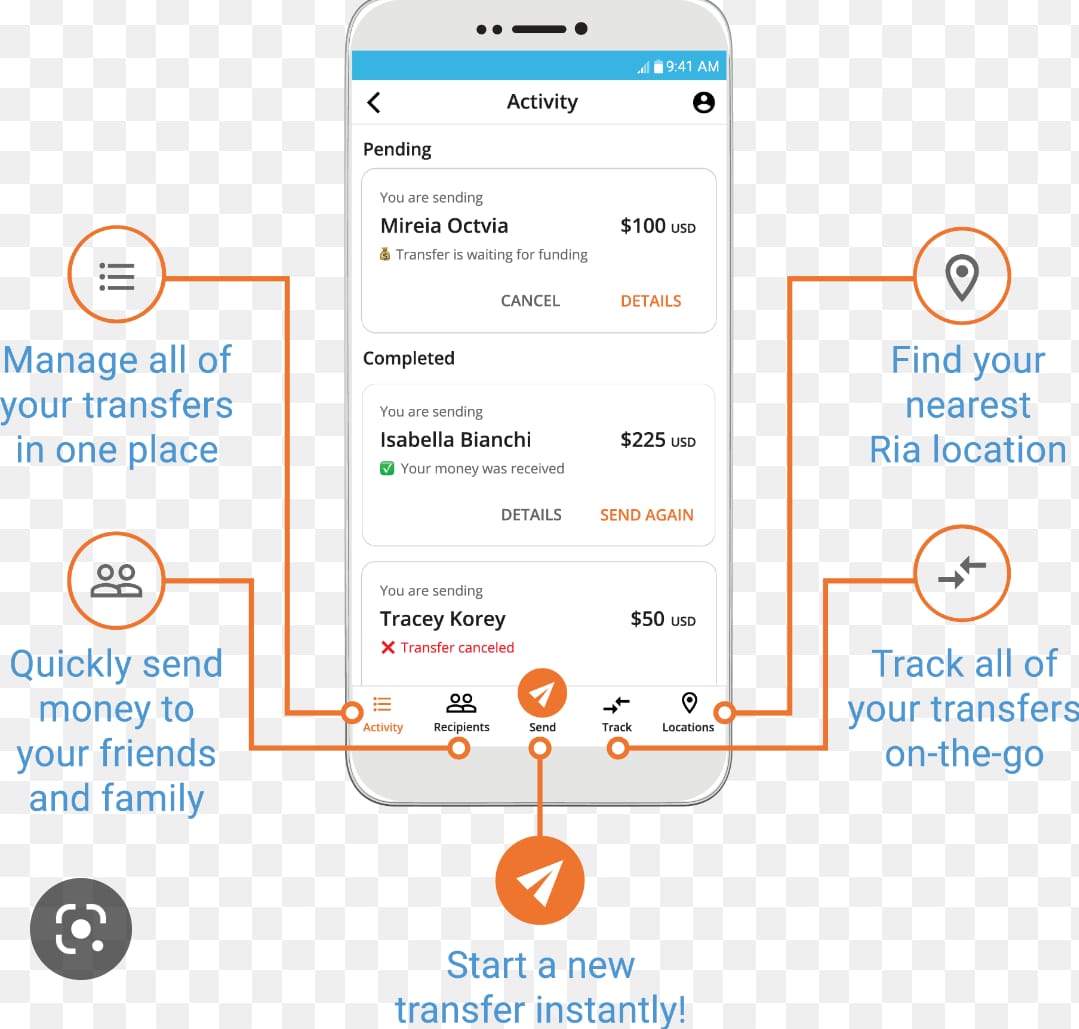 9:41 AM
Activity
Pending
You are sending
Mireia Octvia $100 USD
Transfer is waiting for funding
CANCEL DETAILS
Completed
You are sending
Isabella Bianchi $225 USD
Your money was received
DETAILS SEND AGAIN
You are sending
Tracey Korey $50 USD
Transfer canceled
Activity Recipients Send Track Locations
Manage all of
your transfers
in one place
Quickly send
money to
your friends
and family
Find your
nearest
Ria location
Track all of
your transfers
on-the-go
Start a new
transfer instantly!